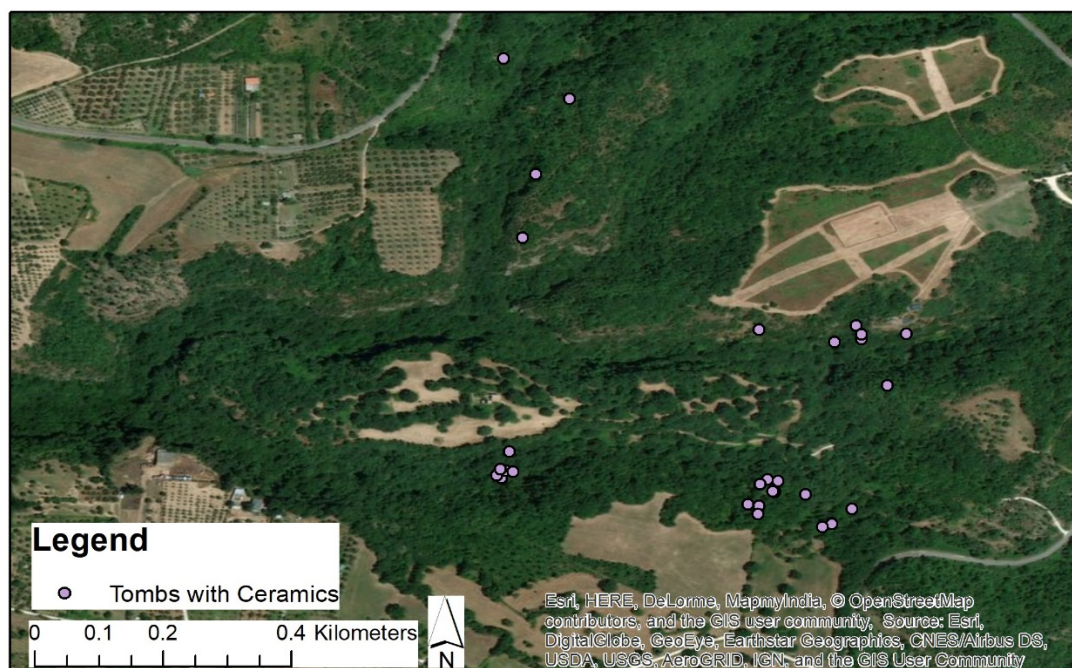 Legend
Tombs with Ceramics
0 0.1 0.2 0.4 Kilometers
N
Esri, HERE, DeLorme, MapmyIndia, © OpenStreetMap
contributors, and the GIS user community, Source: Esri,
DigitalGlobe, GeoEye, Earthstar Geographics, CNES/Airbus DS,
USDA, USGS, AeroGRID, IGN, and the GIS User Community